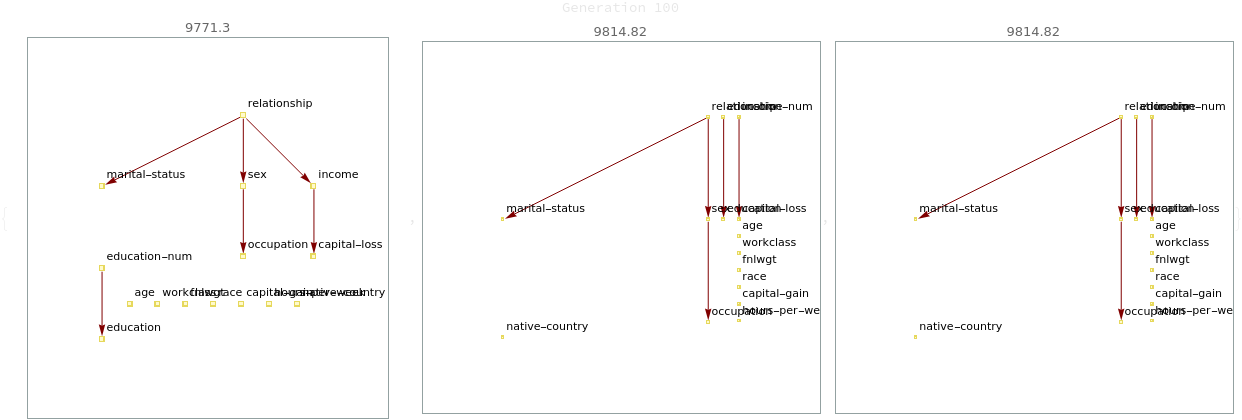 Generation 100
9771.3
relationship
marital-status
sex
income
occupation
capital-loss
education-num
age
education
9814.82
marital-status
age
workclass
fnlwgt
race
capital-gain
occupation
native-country
9814.82
marital-status
age
workclass
fnlwgt
race
capital-gain
occupation
native-country